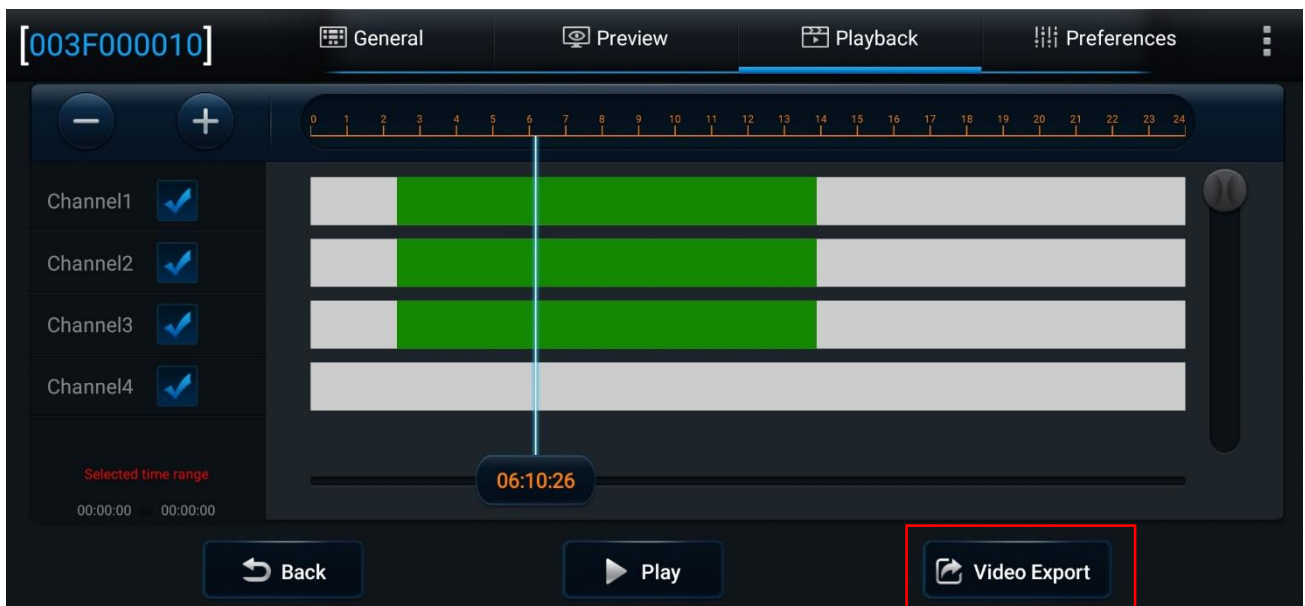 [003F000010]
General
Preview
Playback
Preferences
0 1 2 3 4 5 6 7 8 9 10 11 12 13 14 15 16 17 18 19 20 21 22 23 24
Channel1
Channel2
Channel3
Channel4
Selected time range
00:00:00 ~ 00:00:00
06:10:26
Back
Play
Video Export